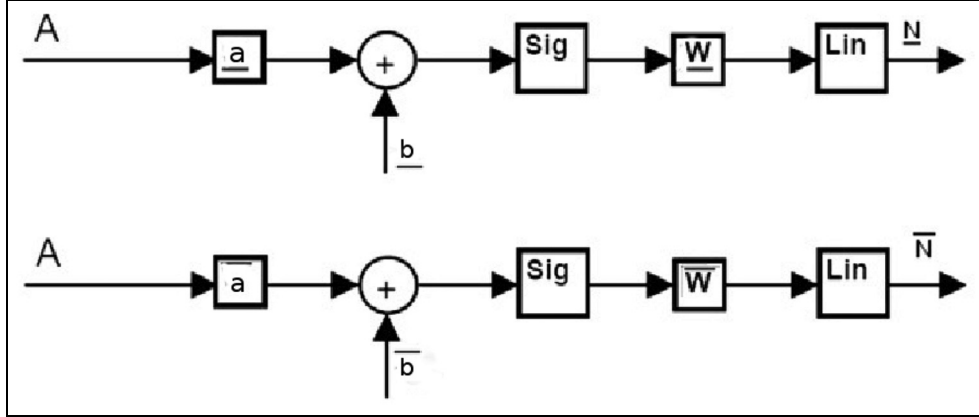 A
a̲
+
b̲
Sig
W̲
Lin
N̲
A
a̅
+
b̅
Sig
W̅
Lin
N̅